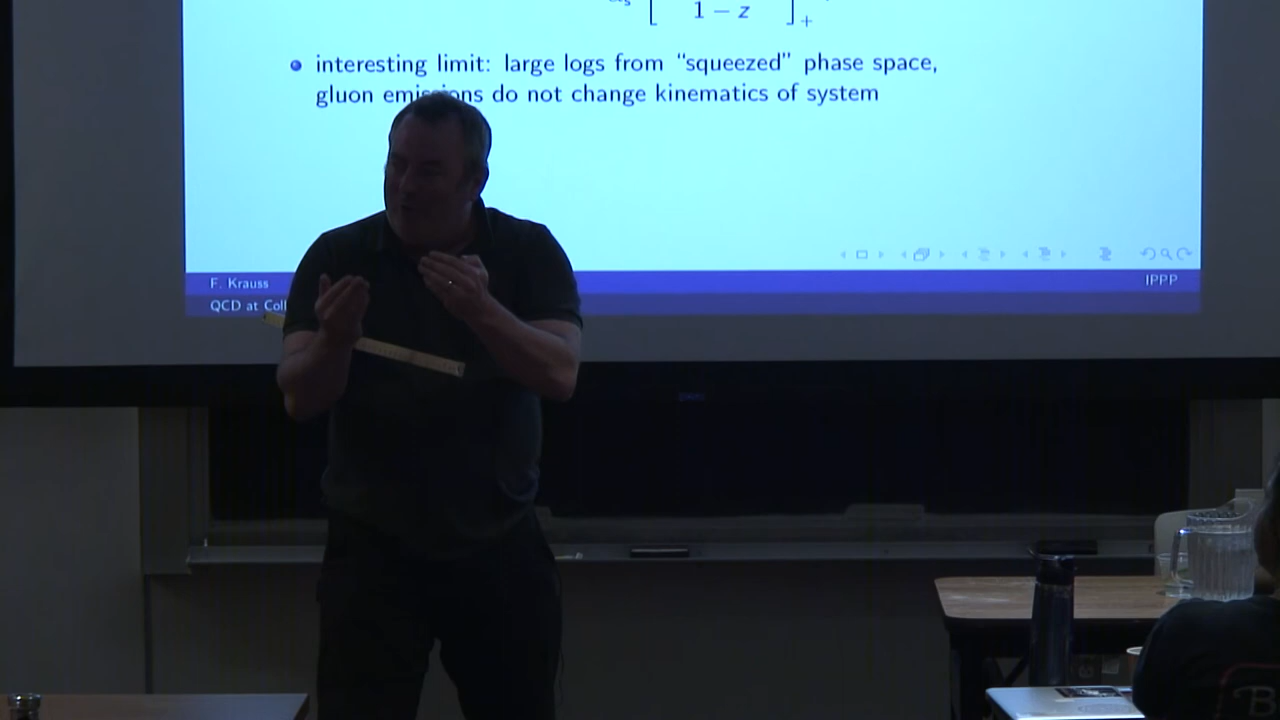 1 − z
+
interesting limit: large logs from “squeezed” phase space,
gluon emissions do not change kinematics of system
F. Krauss
IPPP
QCD at Coll